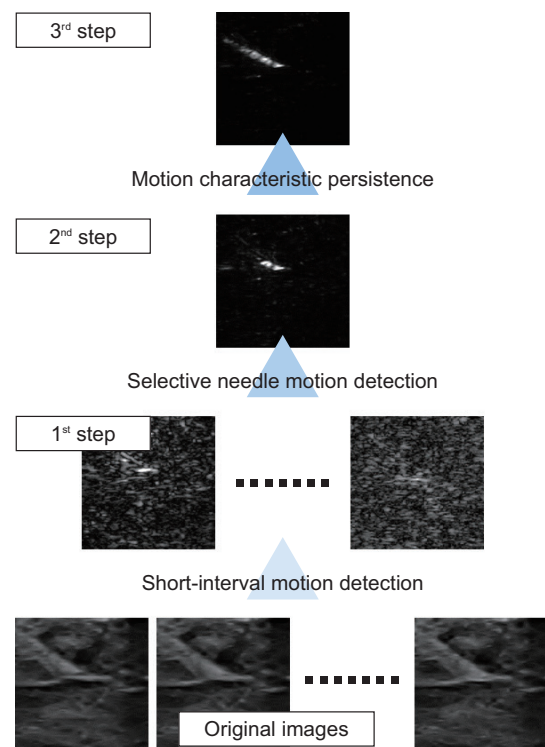 3rd step
Motion characteristic persistence
2nd step
Selective needle motion detection
1st step
Short-interval motion detection
Original images